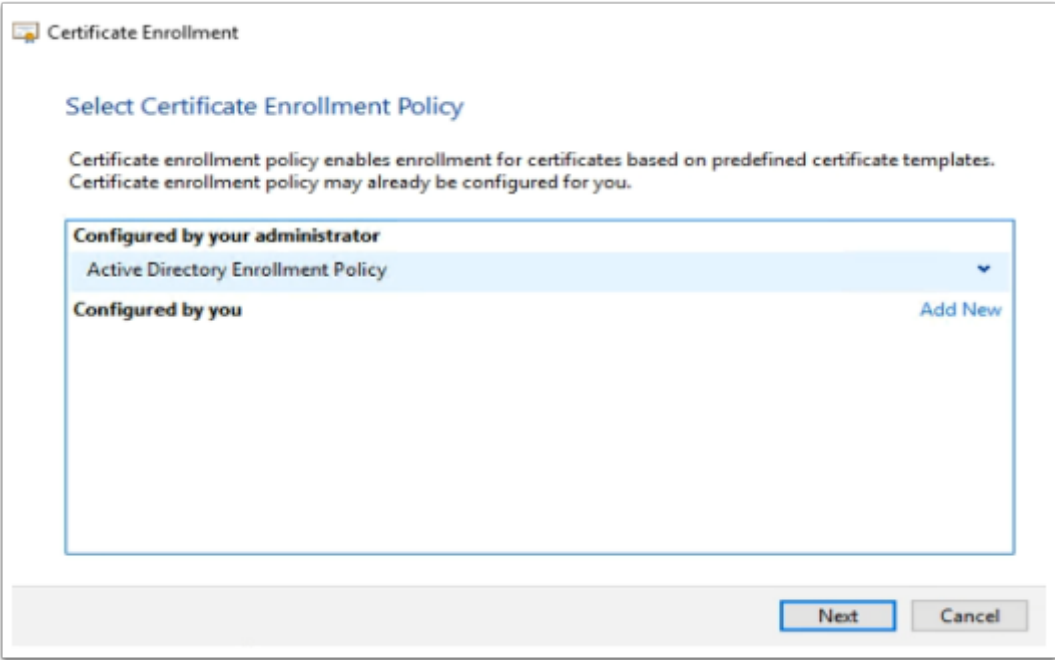 Certificate Enrollment
Select Certificate Enrollment Policy
Certificate enrollment policy enables enrollment for certificates based on predefined certificate templates.
Certificate enrollment policy may already be configured for you.
Configured by your administrator
Active Directory Enrollment Policy
Configured by you Add New
Next Cancel